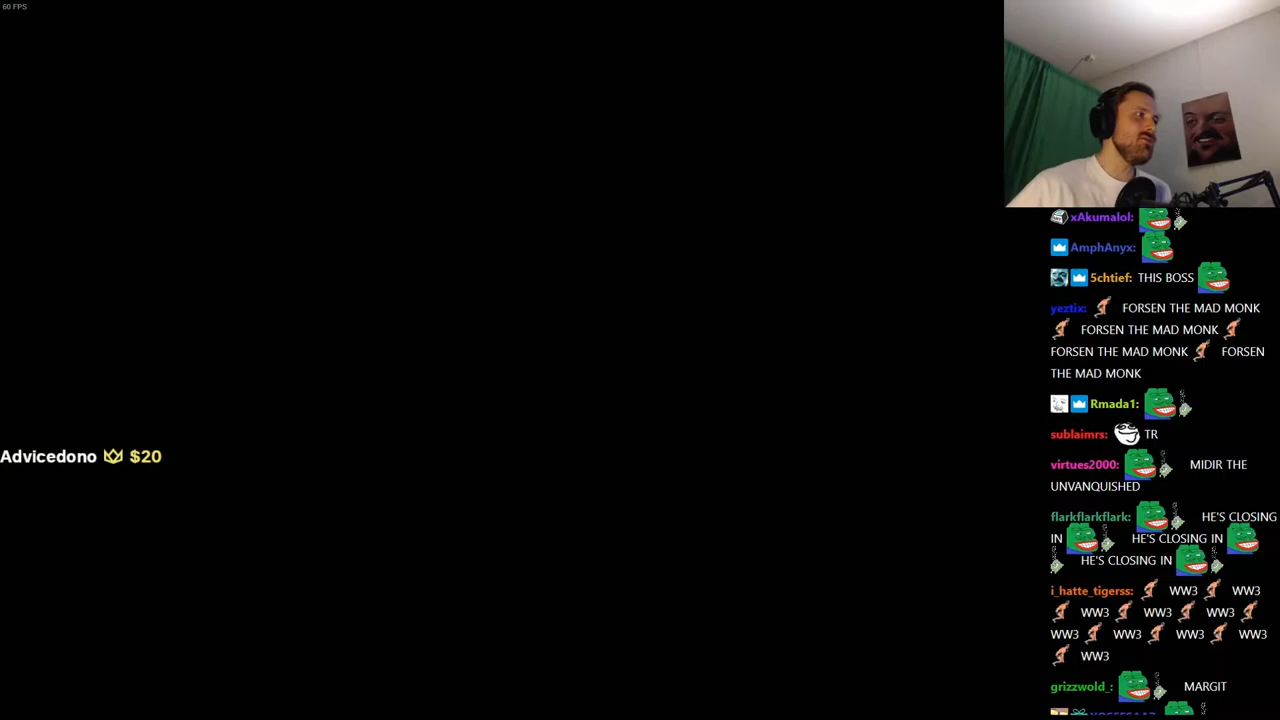 60 FPS
xAkumalol:
AmphAnyx:
5chtief: THIS BOSS
yeztix: FORSEN THE MAD MONK
FORSEN THE MAD MONK
FORSEN THE MAD MONK FORSEN
THE MAD MONK
Rmada1:
sublaimrs: TR
Advicedono $20
virtues2000: MIDIR THE
UNVANQUISHED
flarkflarkflark: HE'S CLOSING
IN HE'S CLOSING IN
HE'S CLOSING IN
i_hatte_tigerss: WW3 WW3
WW3 WW3 WW3
WW3 WW3 WW3 WW3
WW3
grizzwold_: MARGIT